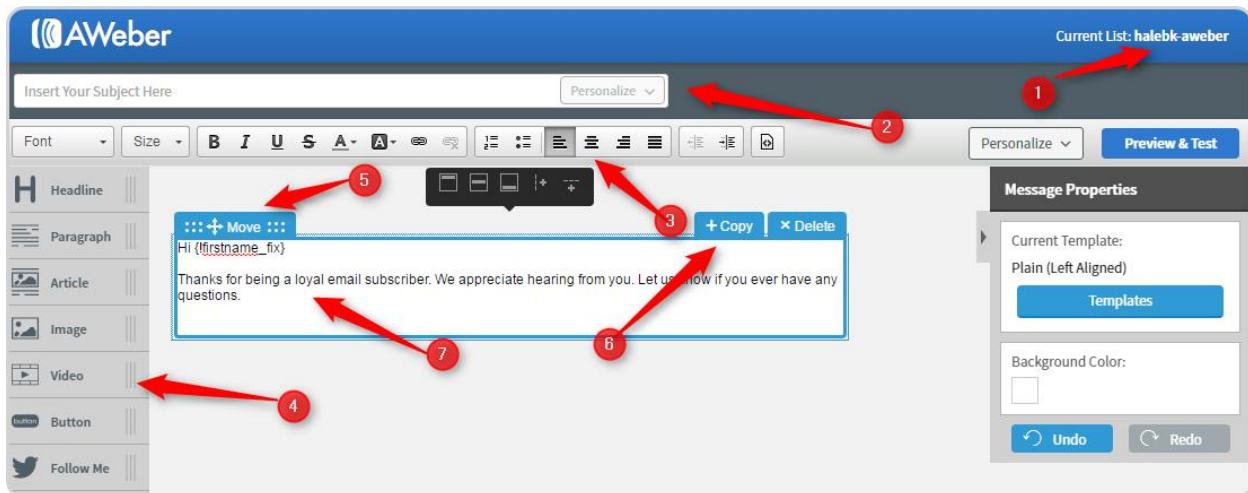 AWeber
Current List: halebk-aweber
1
Insert Your Subject Here Personalize
2
Font Size B I U S A A
Personalize Preview & Test
Headline
5
Message Properties
3
Move + Copy × Delete
Paragraph
Hi {!firstname_fix}
Current Template:
Plain (Left Aligned)
Article
Thanks for being a loyal email subscriber. We appreciate hearing from you. Let us know if you ever have any
questions.
Templates
Image
6
7
Background Color:
Video
4
button Button
Undo Redo
Follow Me